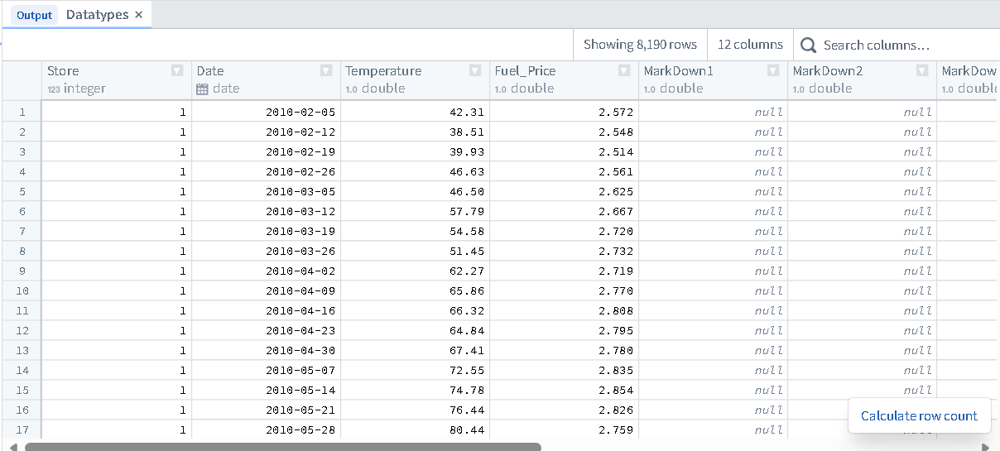 Output Datatypes ×
Showing 8,190 rows 12 columns Search columns...
Store Date Temperature Fuel_Price MarkDown1 MarkDown2 MarkDow
123 integer date 1.0 double 1.0 double 1.0 double 1.0 double 1.0 double
1 1 2010-02-05 42.31 2.572 null null
2 1 2010-02-12 38.51 2.548 null null
3 1 2010-02-19 39.93 2.514 null null
4 1 2010-02-26 46.63 2.561 null null
5 1 2010-03-05 46.50 2.625 null null
6 1 2010-03-12 57.79 2.667 null null
7 1 2010-03-19 54.58 2.720 null null
8 1 2010-03-26 51.45 2.732 null null
9 1 2010-04-02 62.27 2.719 null null
10 1 2010-04-09 65.86 2.770 null null
11 1 2010-04-16 66.32 2.808 null null
12 1 2010-04-23 64.84 2.795 null null
13 1 2010-04-30 67.41 2.780 null null
14 1 2010-05-07 72.55 2.835 null null
15 1 2010-05-14 74.78 2.854 null null
16 1 2010-05-21 76.44 2.826 null
Calculate row count
17 1 2010-05-28 80.44 2.759 null